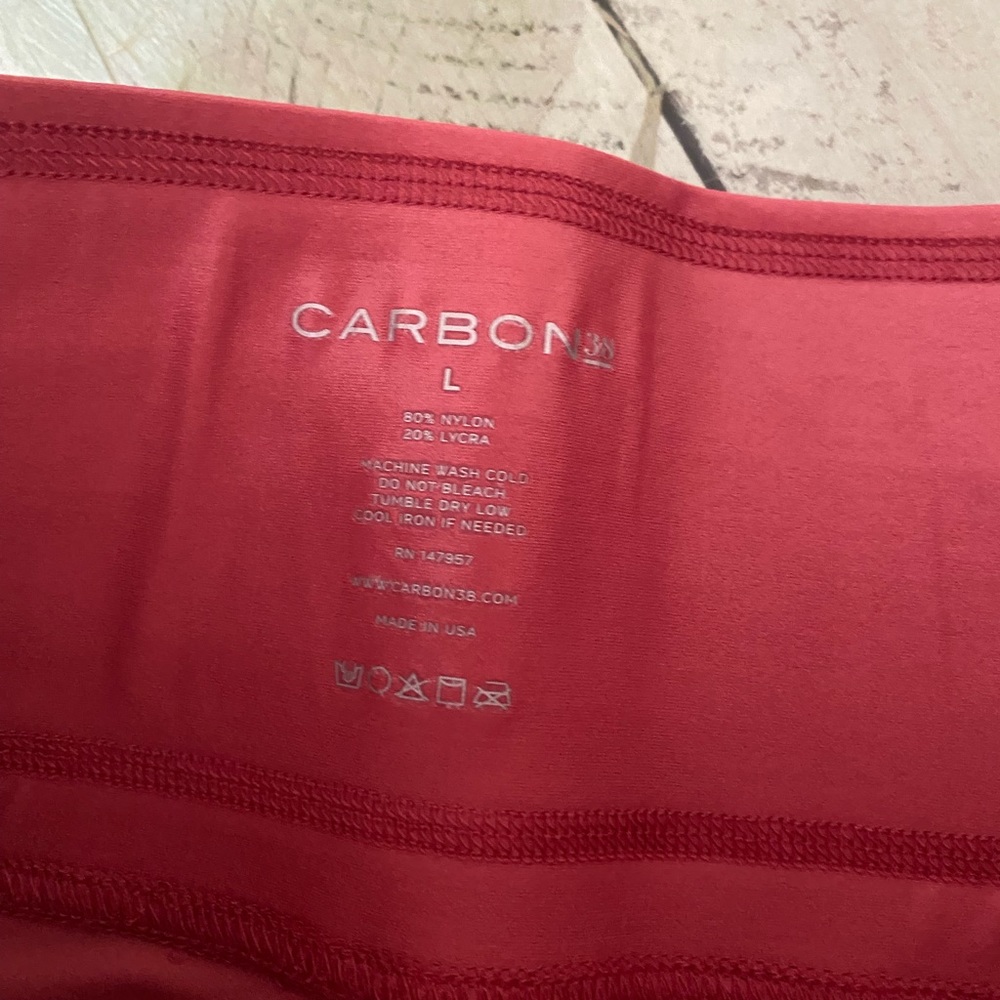 CARBON38
L
80% NYLON
20% LYCRA
MACHINE WASH COLD
DO NOT BLEACH
TUMBLE DRY LOW
COOL IRON IF NEEDED
RN 147957
WWW.CARBON38.COM
MADE IN USA